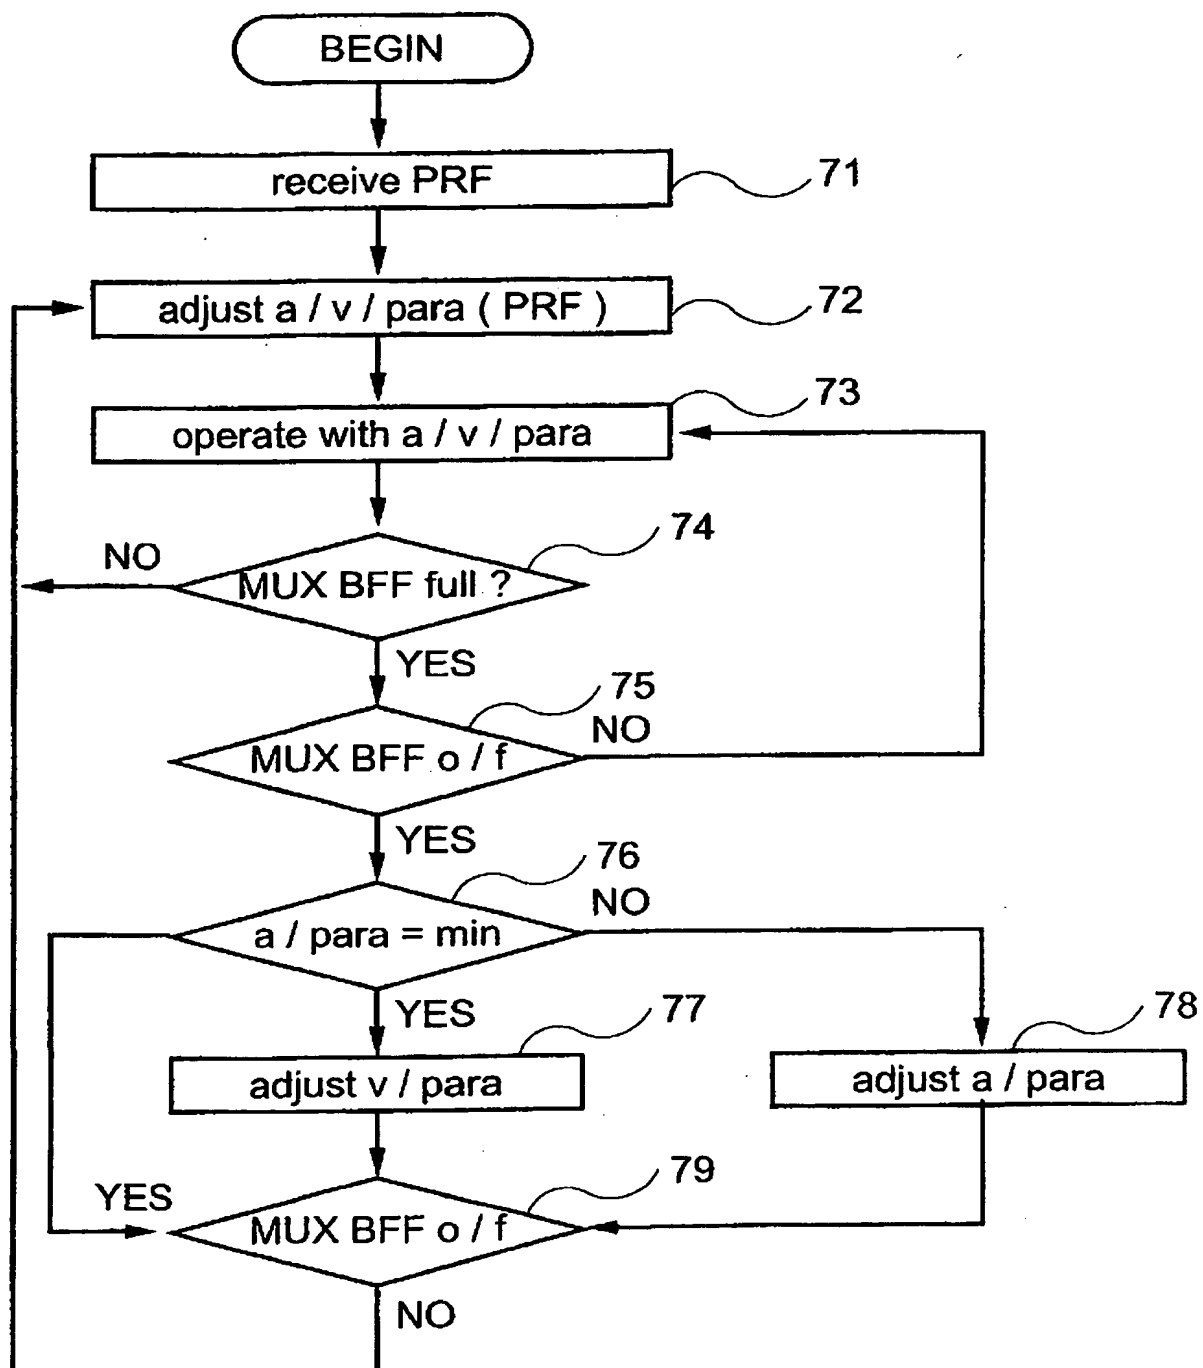 BEGIN
receive PRF
71
adjust a / v / para ( PRF )
72
73
operate with a / v / para
74
NO
MUX BFF full ?
YES
75
NO
MUX BFF o / f
YES
76
NO
a / para = min
YES
77
78
adjust v / para
adjust a / para
79
YES
MUX BFF o / f
NO